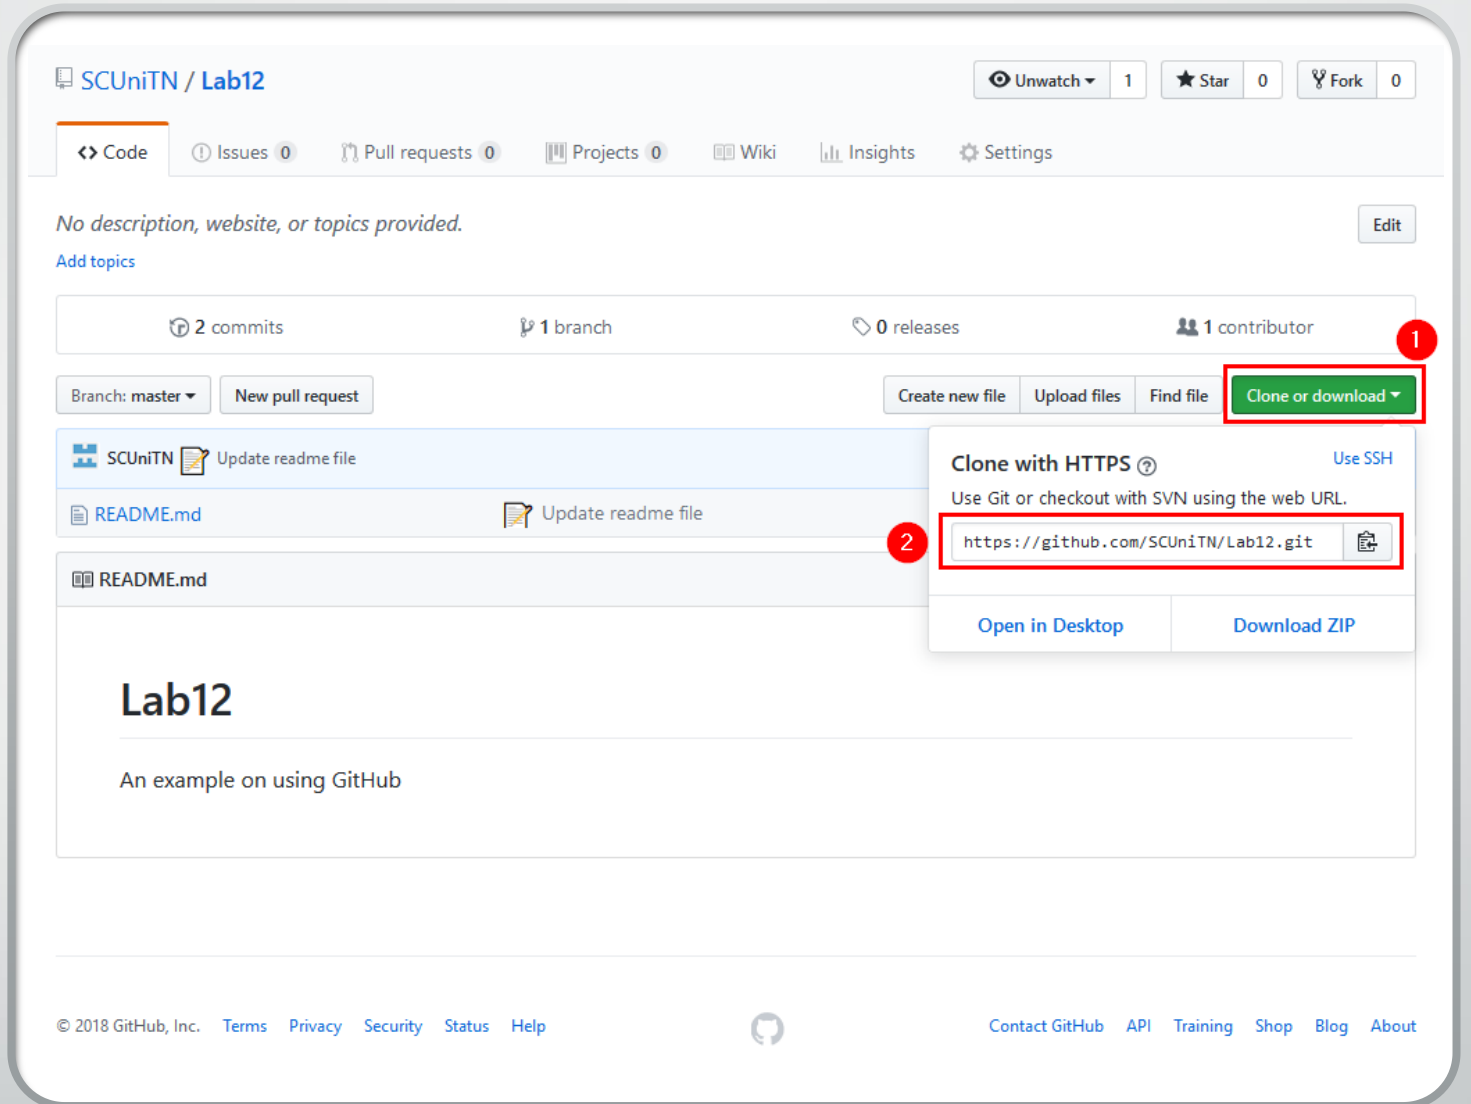 SCUniTN / Lab12
Unwatch 1 Star 0 Fork 0
Code Issues 0 Pull requests 0 Projects 0 Wiki Insights Settings
No description, website, or topics provided. Edit
Add topics
2 commits 1 branch 0 releases 1 contributor
1
Branch: master New pull request Create new file Upload files Find file Clone or download
SCUniTN Update readme file
Clone with HTTPS ? Use SSH
Use Git or checkout with SVN using the web URL.
README.md Update readme file
2 https://github.com/SCUniTN/Lab12.git
README.md
Open in Desktop Download ZIP
Lab12
An example on using GitHub
© 2018 GitHub, Inc. Terms Privacy Security Status Help Contact GitHub API Training Shop Blog About